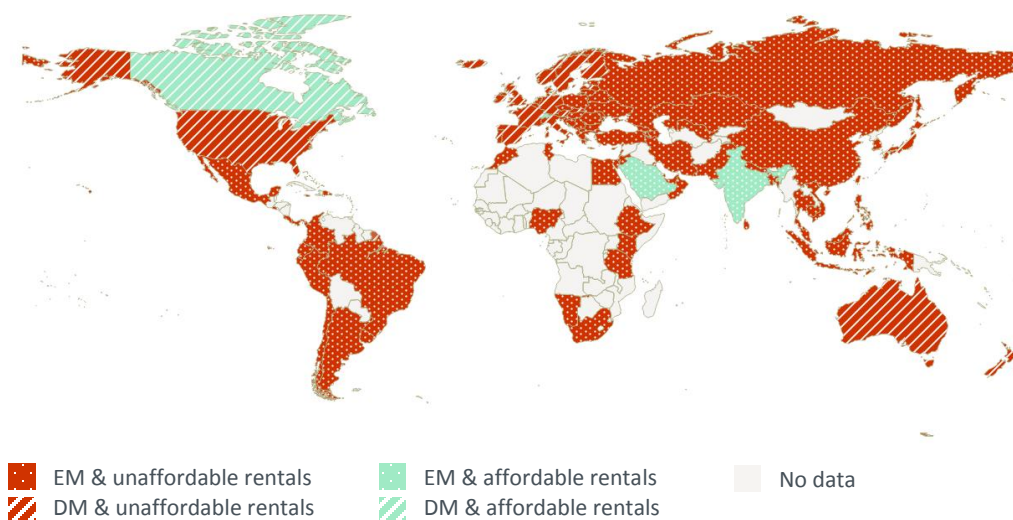 EM & unaffordable rentals
EM & affordable rentals
No data
DM & unaffordable rentals
DM & affordable rentals